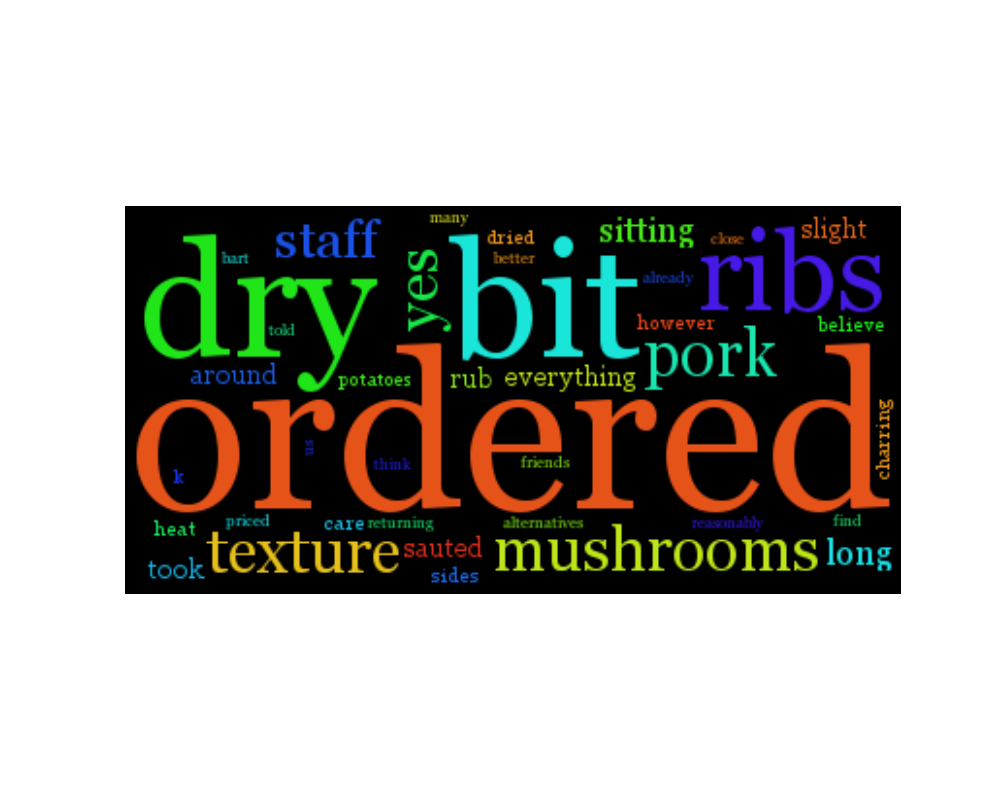 many
staff
sitting
slight
dried
close
dry
hart
yes
bit
better
already
ribs
told
however
believe
pork
around
potatoes
rub
everything
ordered
charring
us
think
friends
k
heat
priced
care
returning
alternatives
reasonably
find
took
texture
sauted
mushrooms
long
sides